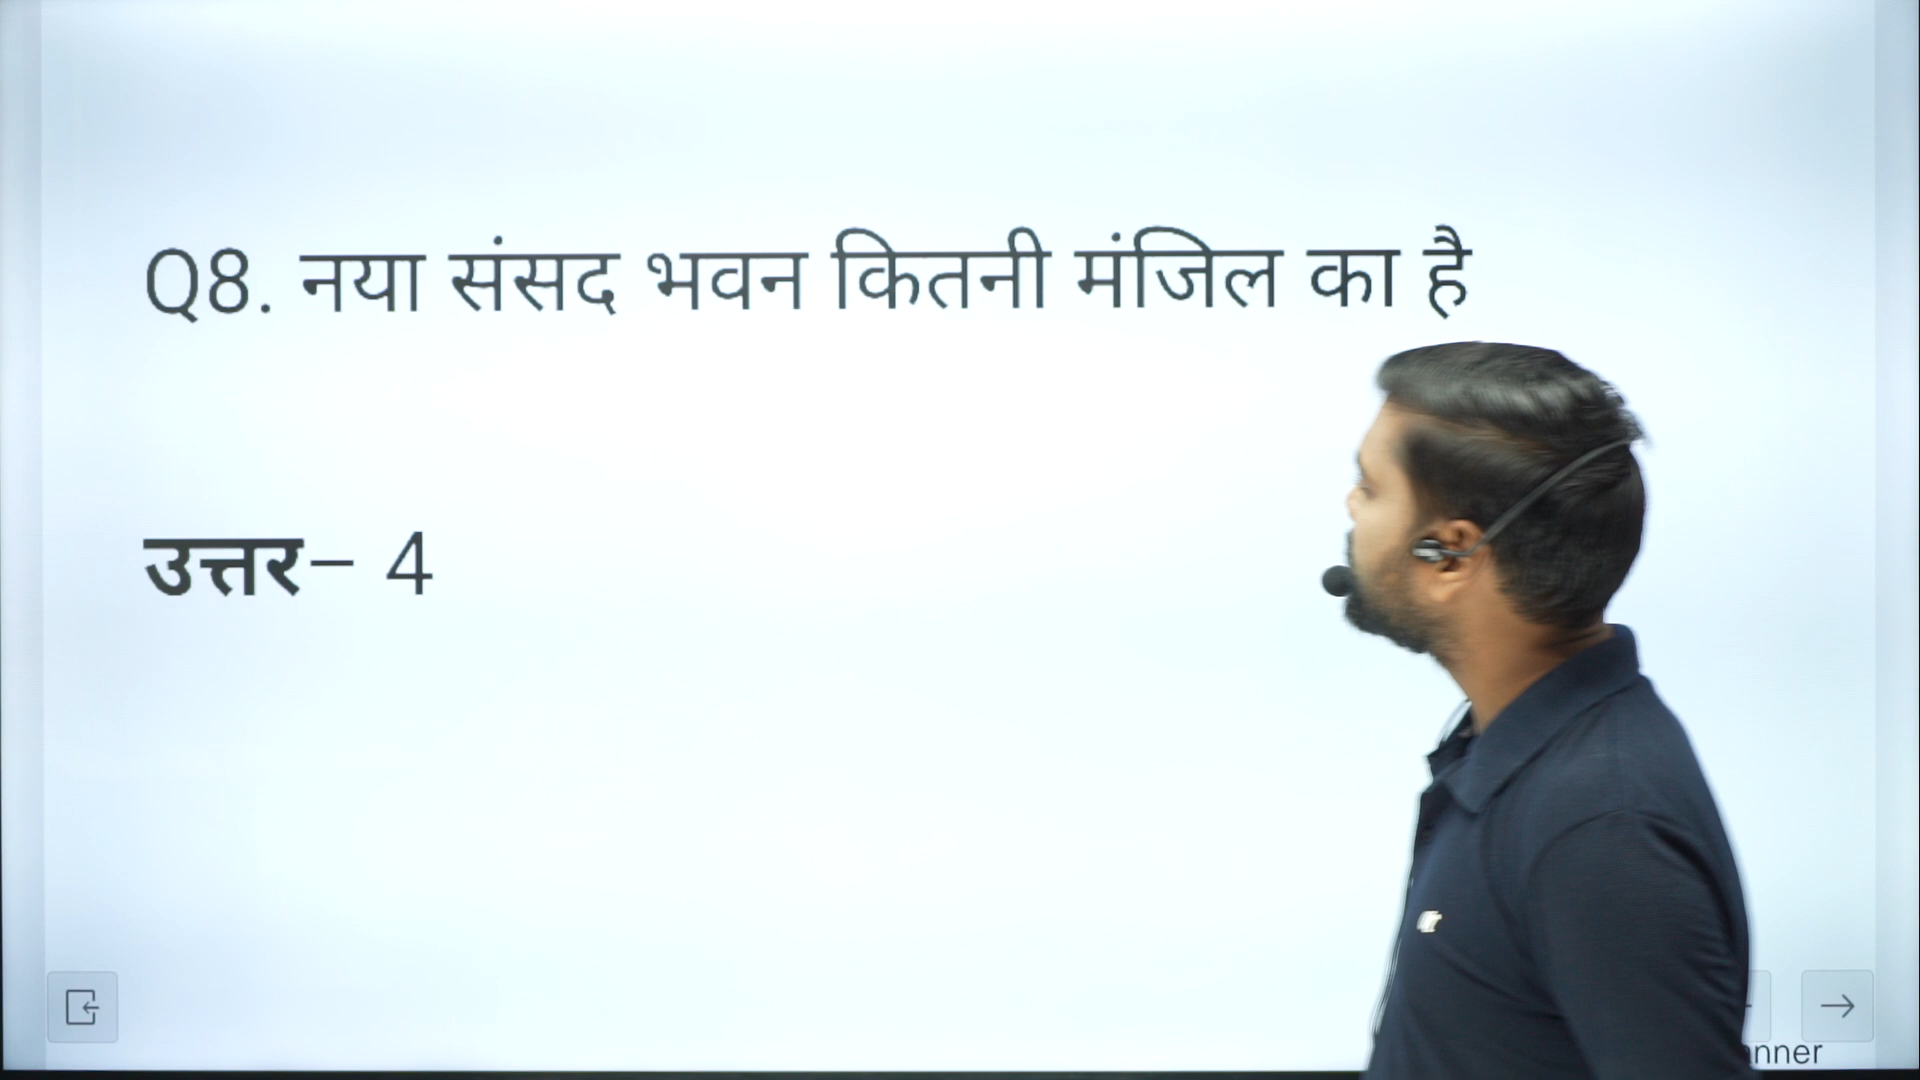 Q8. नया संसद भवन कितनी मंजिल का है
उत्तर– 4